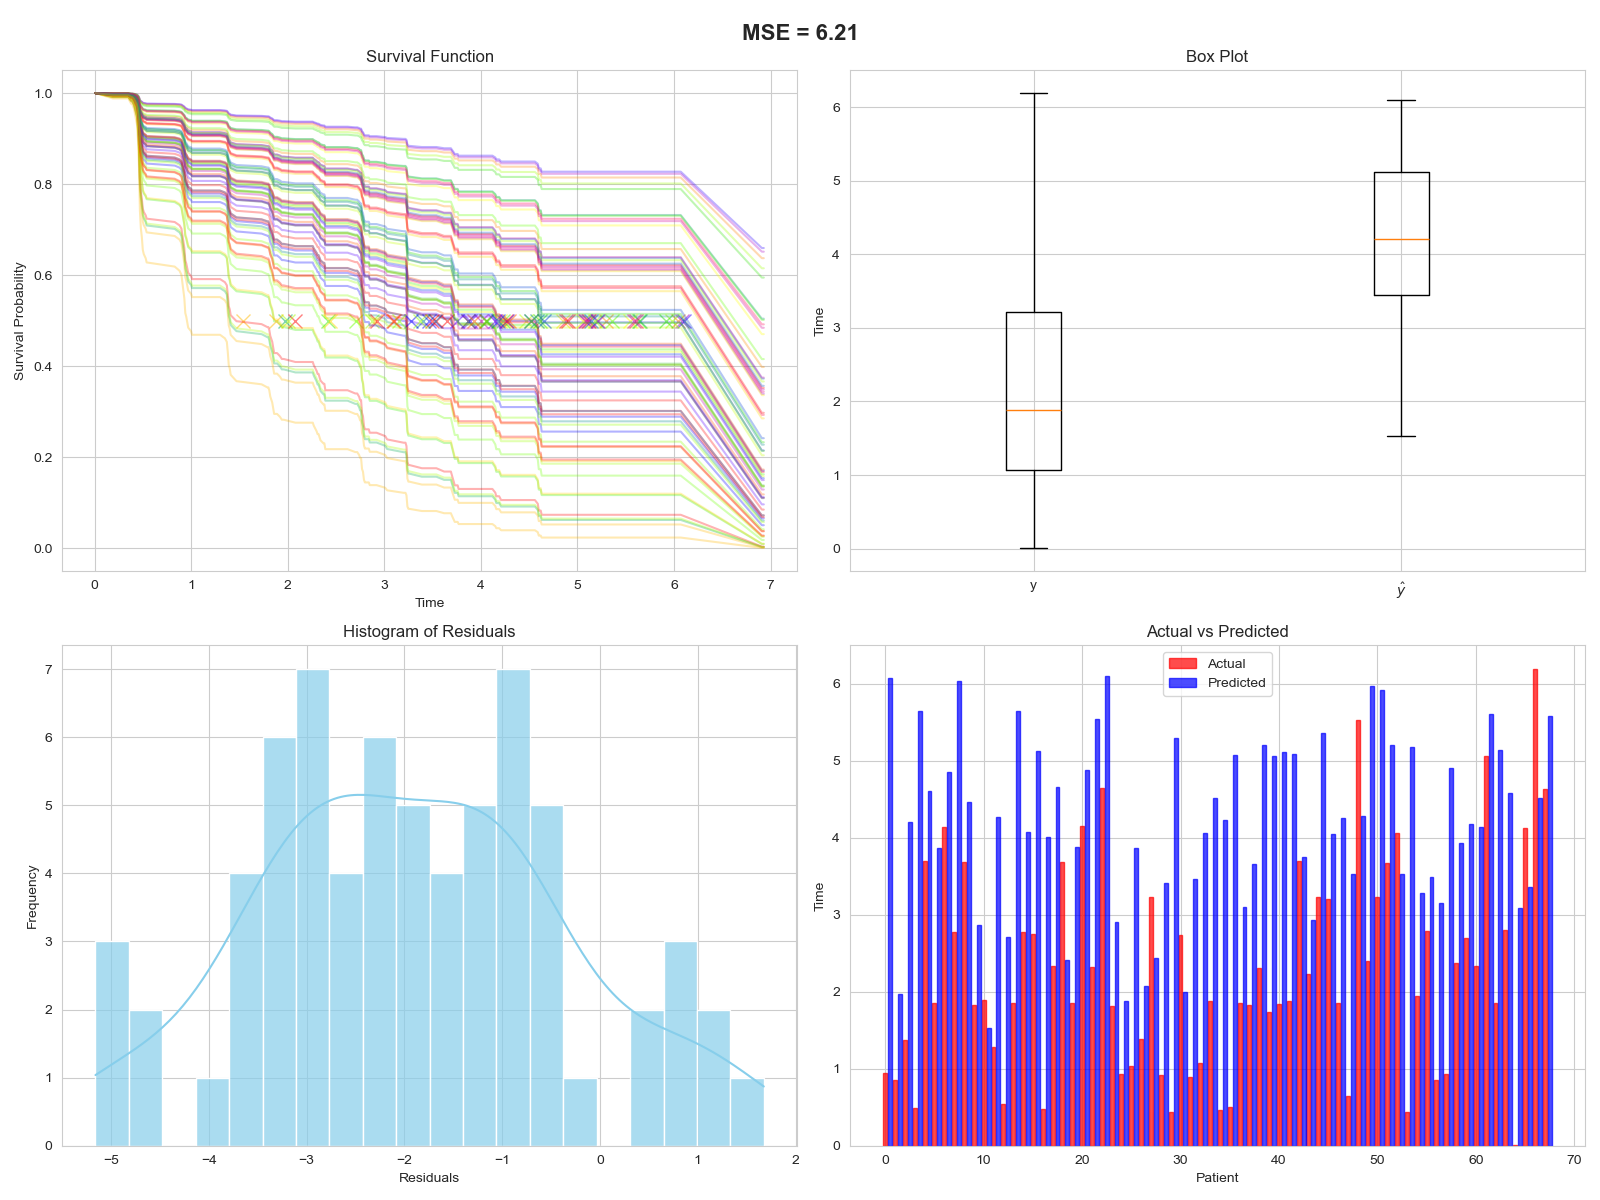 MSE = 6.21
Survival Function
Survival Probability
1.0
0.8
0.6
0.4
0.2
0.0
0 1 2 3 4 5 6 7
Time
Box Plot
Time
6
5
4
3
2
1
0
y ŷ
Histogram of Residuals
Frequency
7
6
5
4
3
2
1
0
−5 −4 −3 −2 −1 0 1 2
Residuals
Actual vs Predicted
Actual
Predicted
Time
6
5
4
3
2
1
0
0 10 20 30 40 50 60 70
Patient